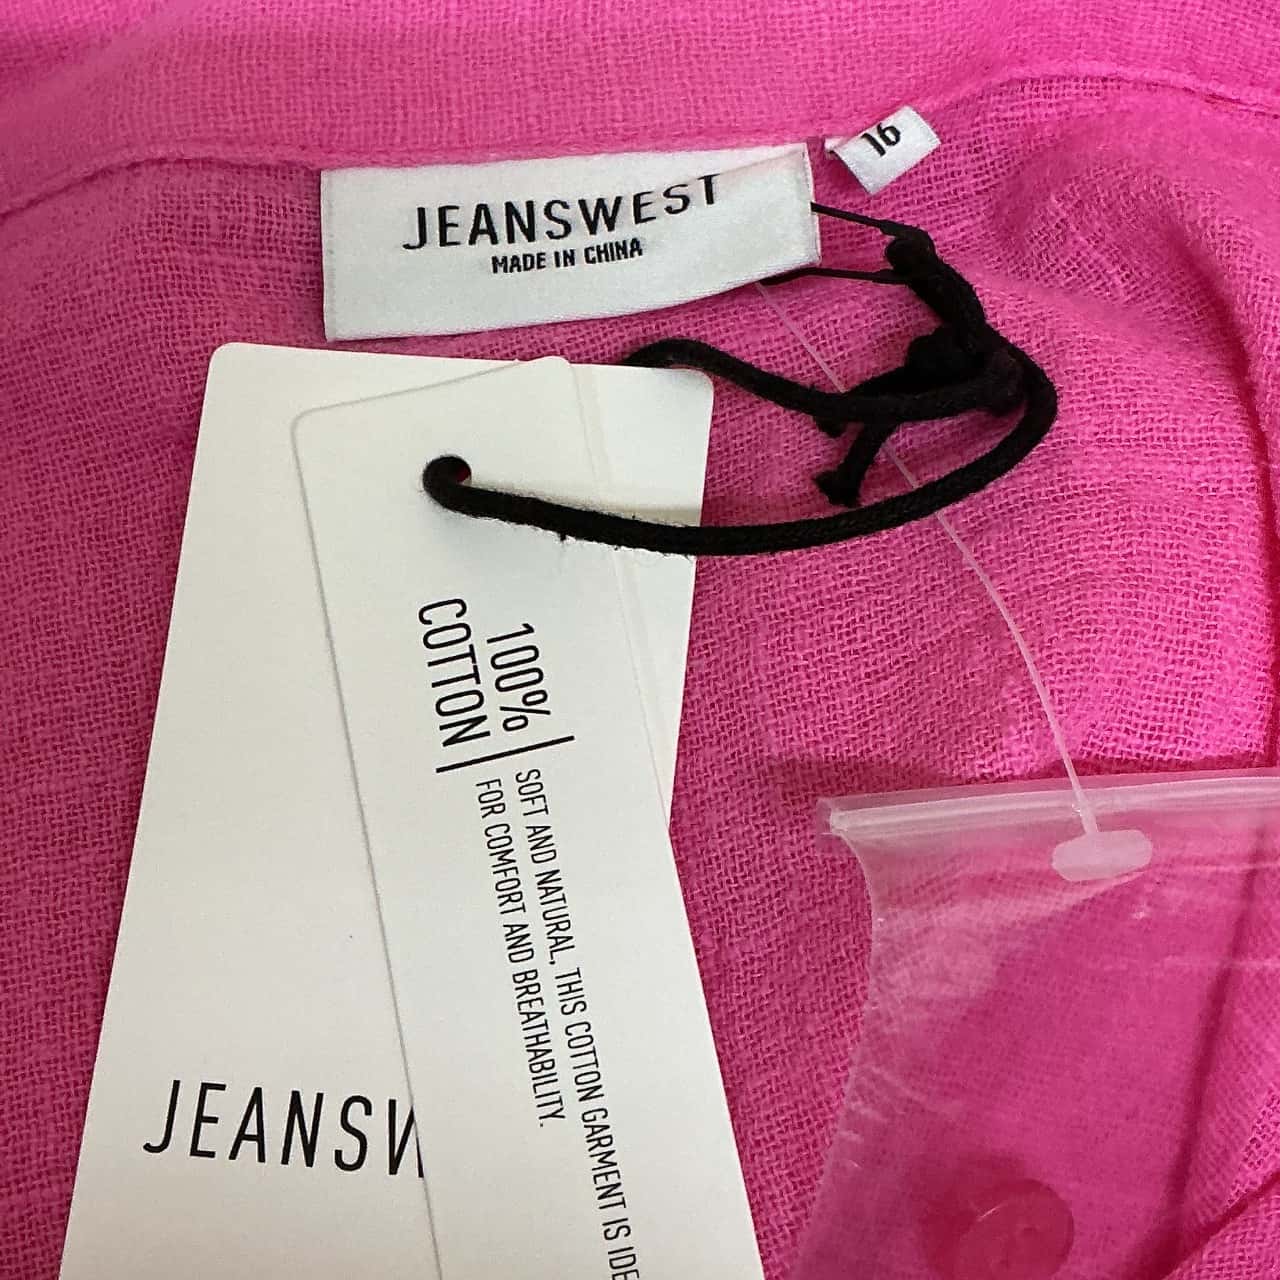 JEANSWEST
MADE IN CHINA
16
100%
COTTON
SOFT AND NATURAL, THIS COTTON GARMENT IS IDE
FOR COMFORT AND BREATHABILITY.
JEANSW